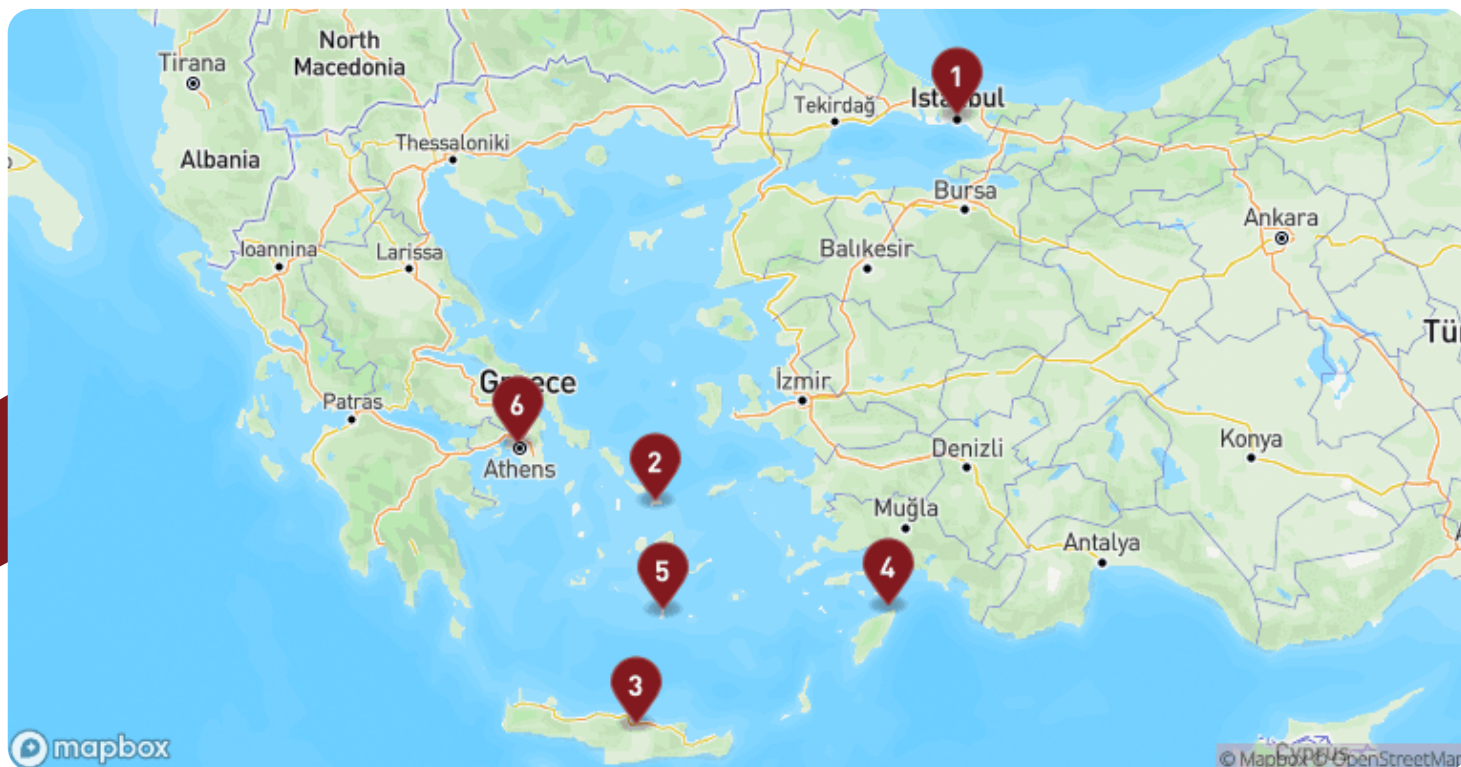 North
Macedonia
Tirana
1
Tekirdağ
Istanbul
Thessaloniki
Albania
Bursa
Ankara
Ioannina
Larissa
Balıkesir
Tür
Greece
İzmir
Patras
6
Konya
Denizli
2
Athens
Muğla
Antalya
5
4
3
mapbox
Cyprus
© Mapbox © OpenStreetMap